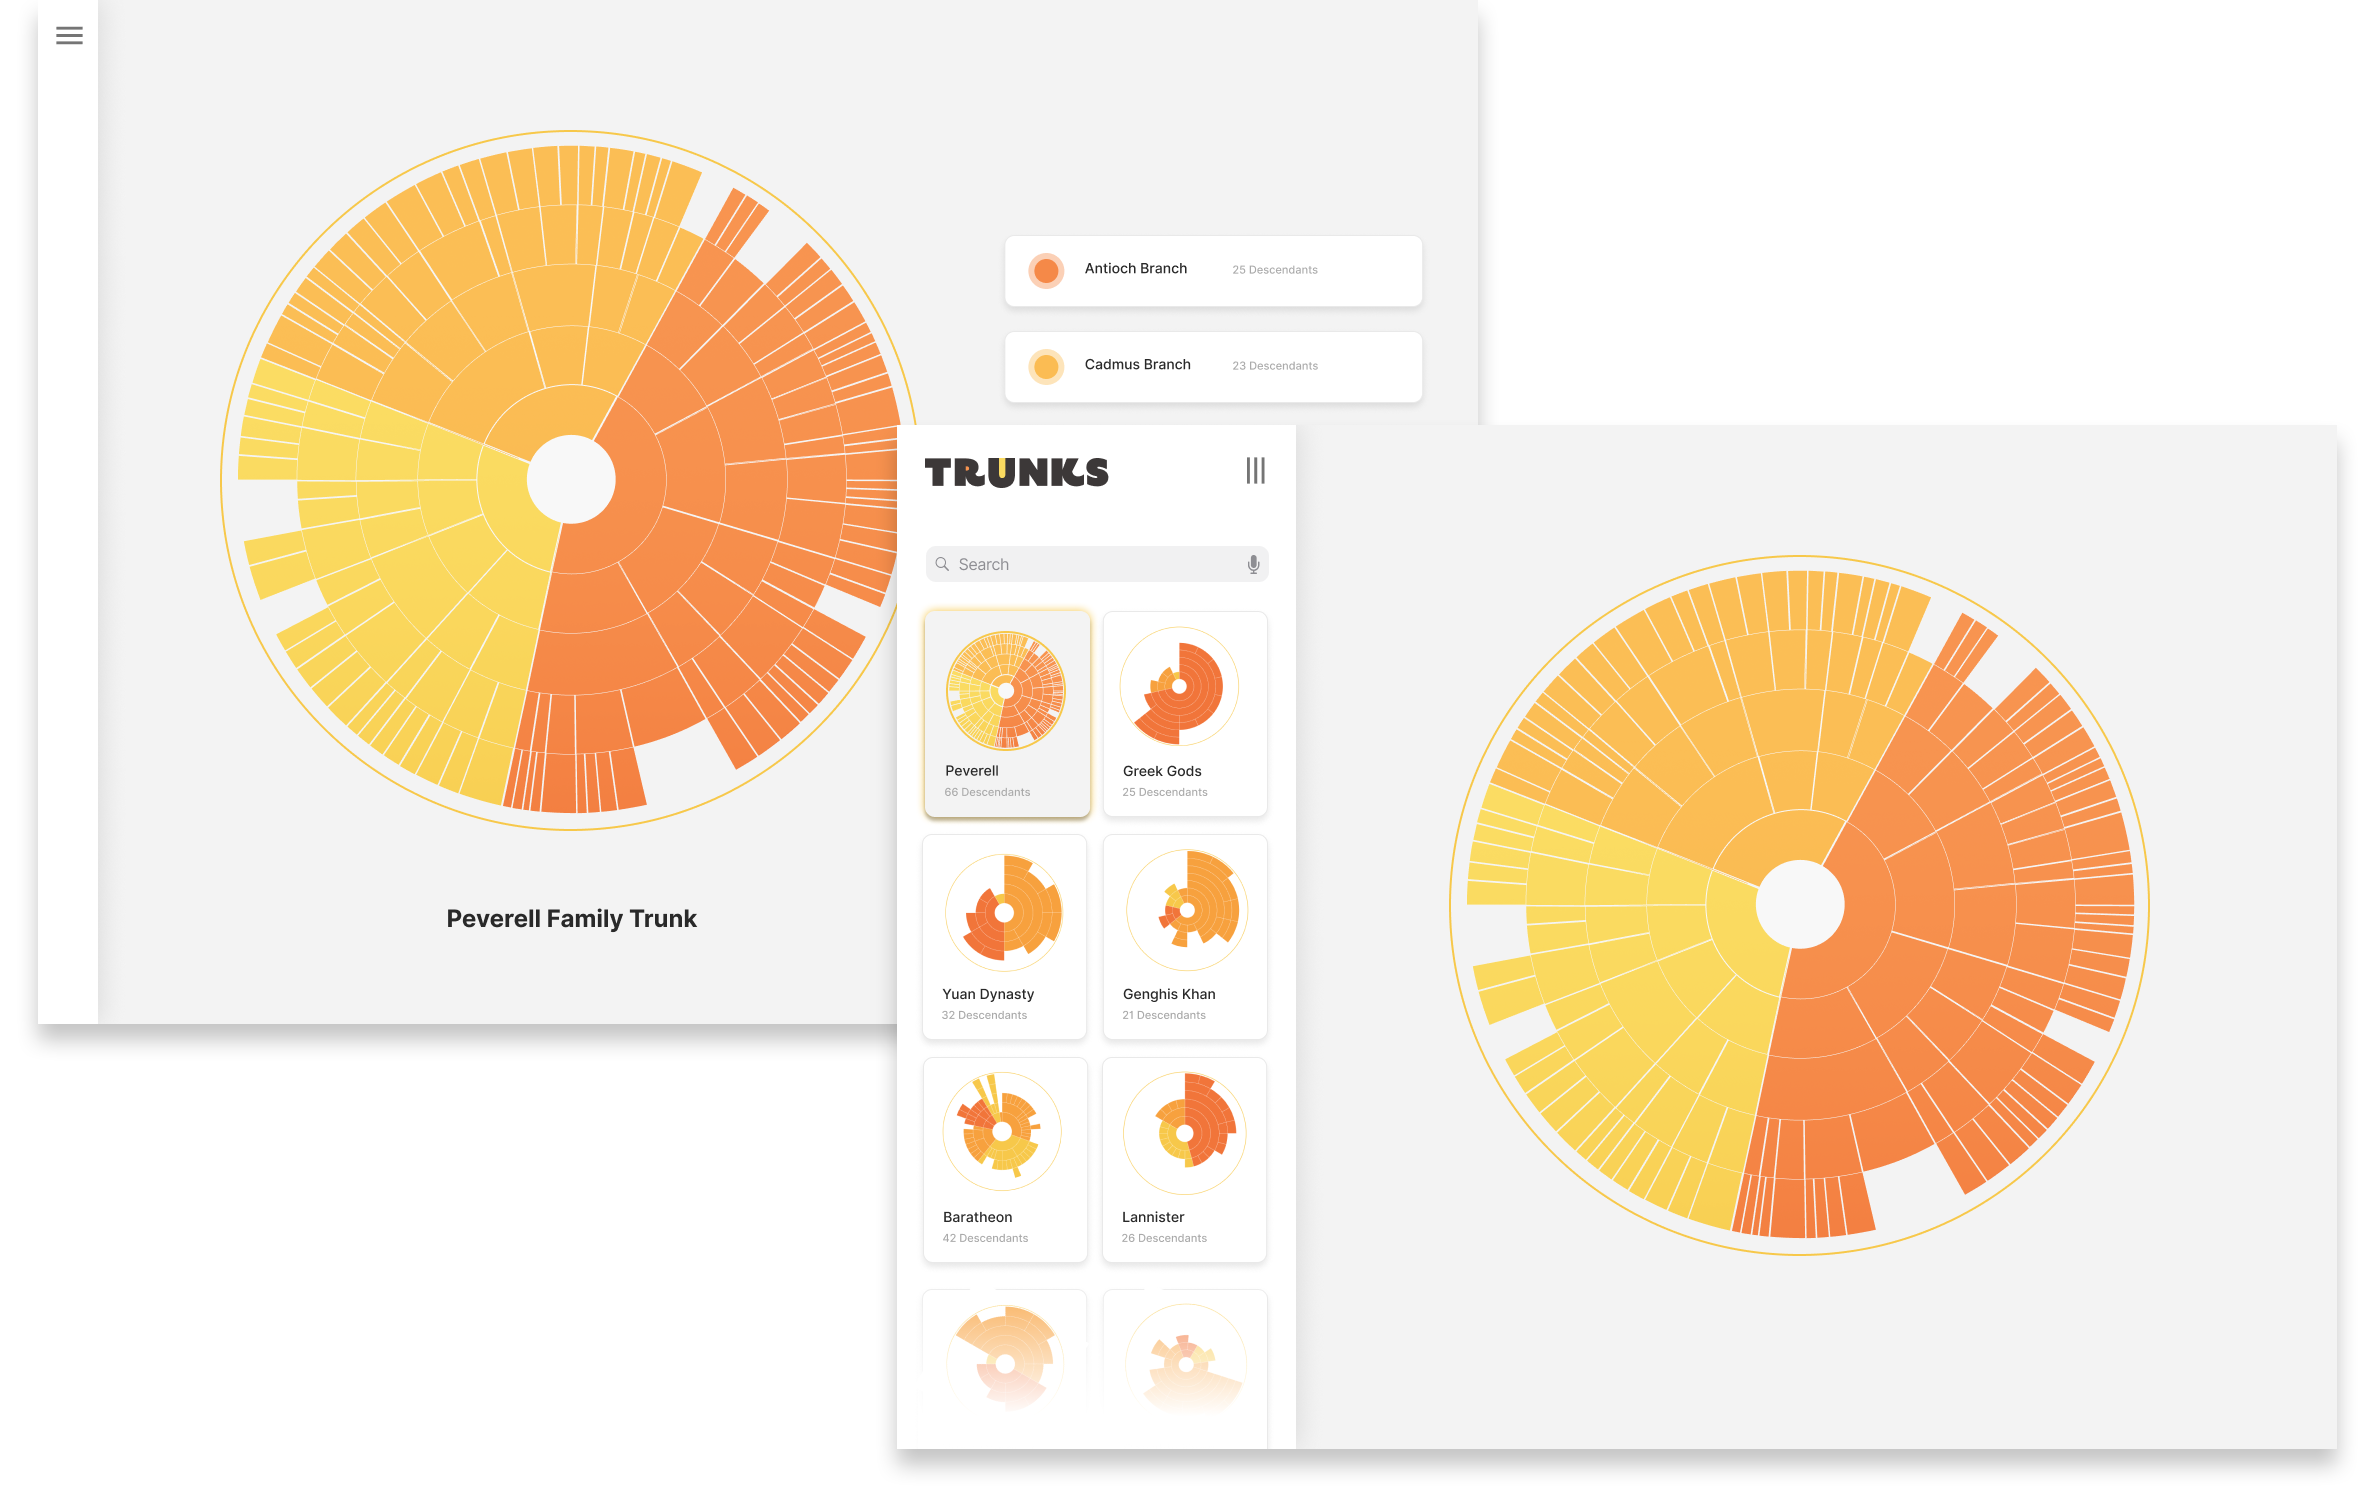 Antioch Branch 25 Descendants
Cadmus Branch 23 Descendants
Peverell Family Trunk
TRUNKS
Search
Peverell
66 Descendants
Greek Gods
25 Descendants
Yuan Dynasty
32 Descendants
Genghis Khan
21 Descendants
Baratheon
42 Descendants
Lannister
26 Descendants